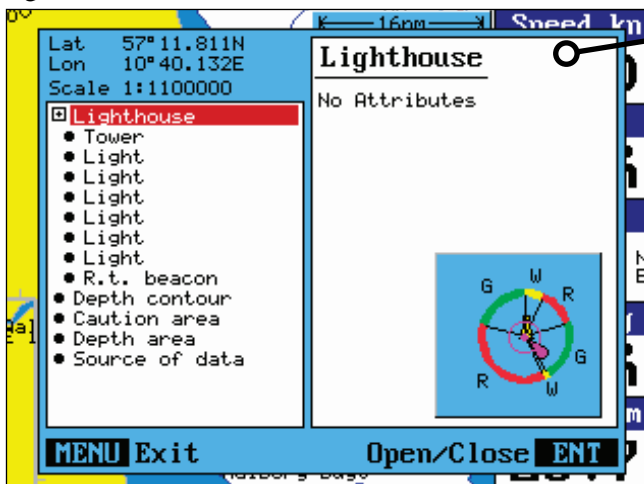 16nm
Speed kn
Lat 57°11.811N
Lon 10°40.132E
Scale 1:1100000
Lighthouse
Tower
Light
Light
Light
Light
Light
Light
R.t. beacon
Depth contour
Caution area
Depth area
Source of data
Lighthouse
No Attributes
G W R
G
R W
MENU Exit
Open/Close ENT